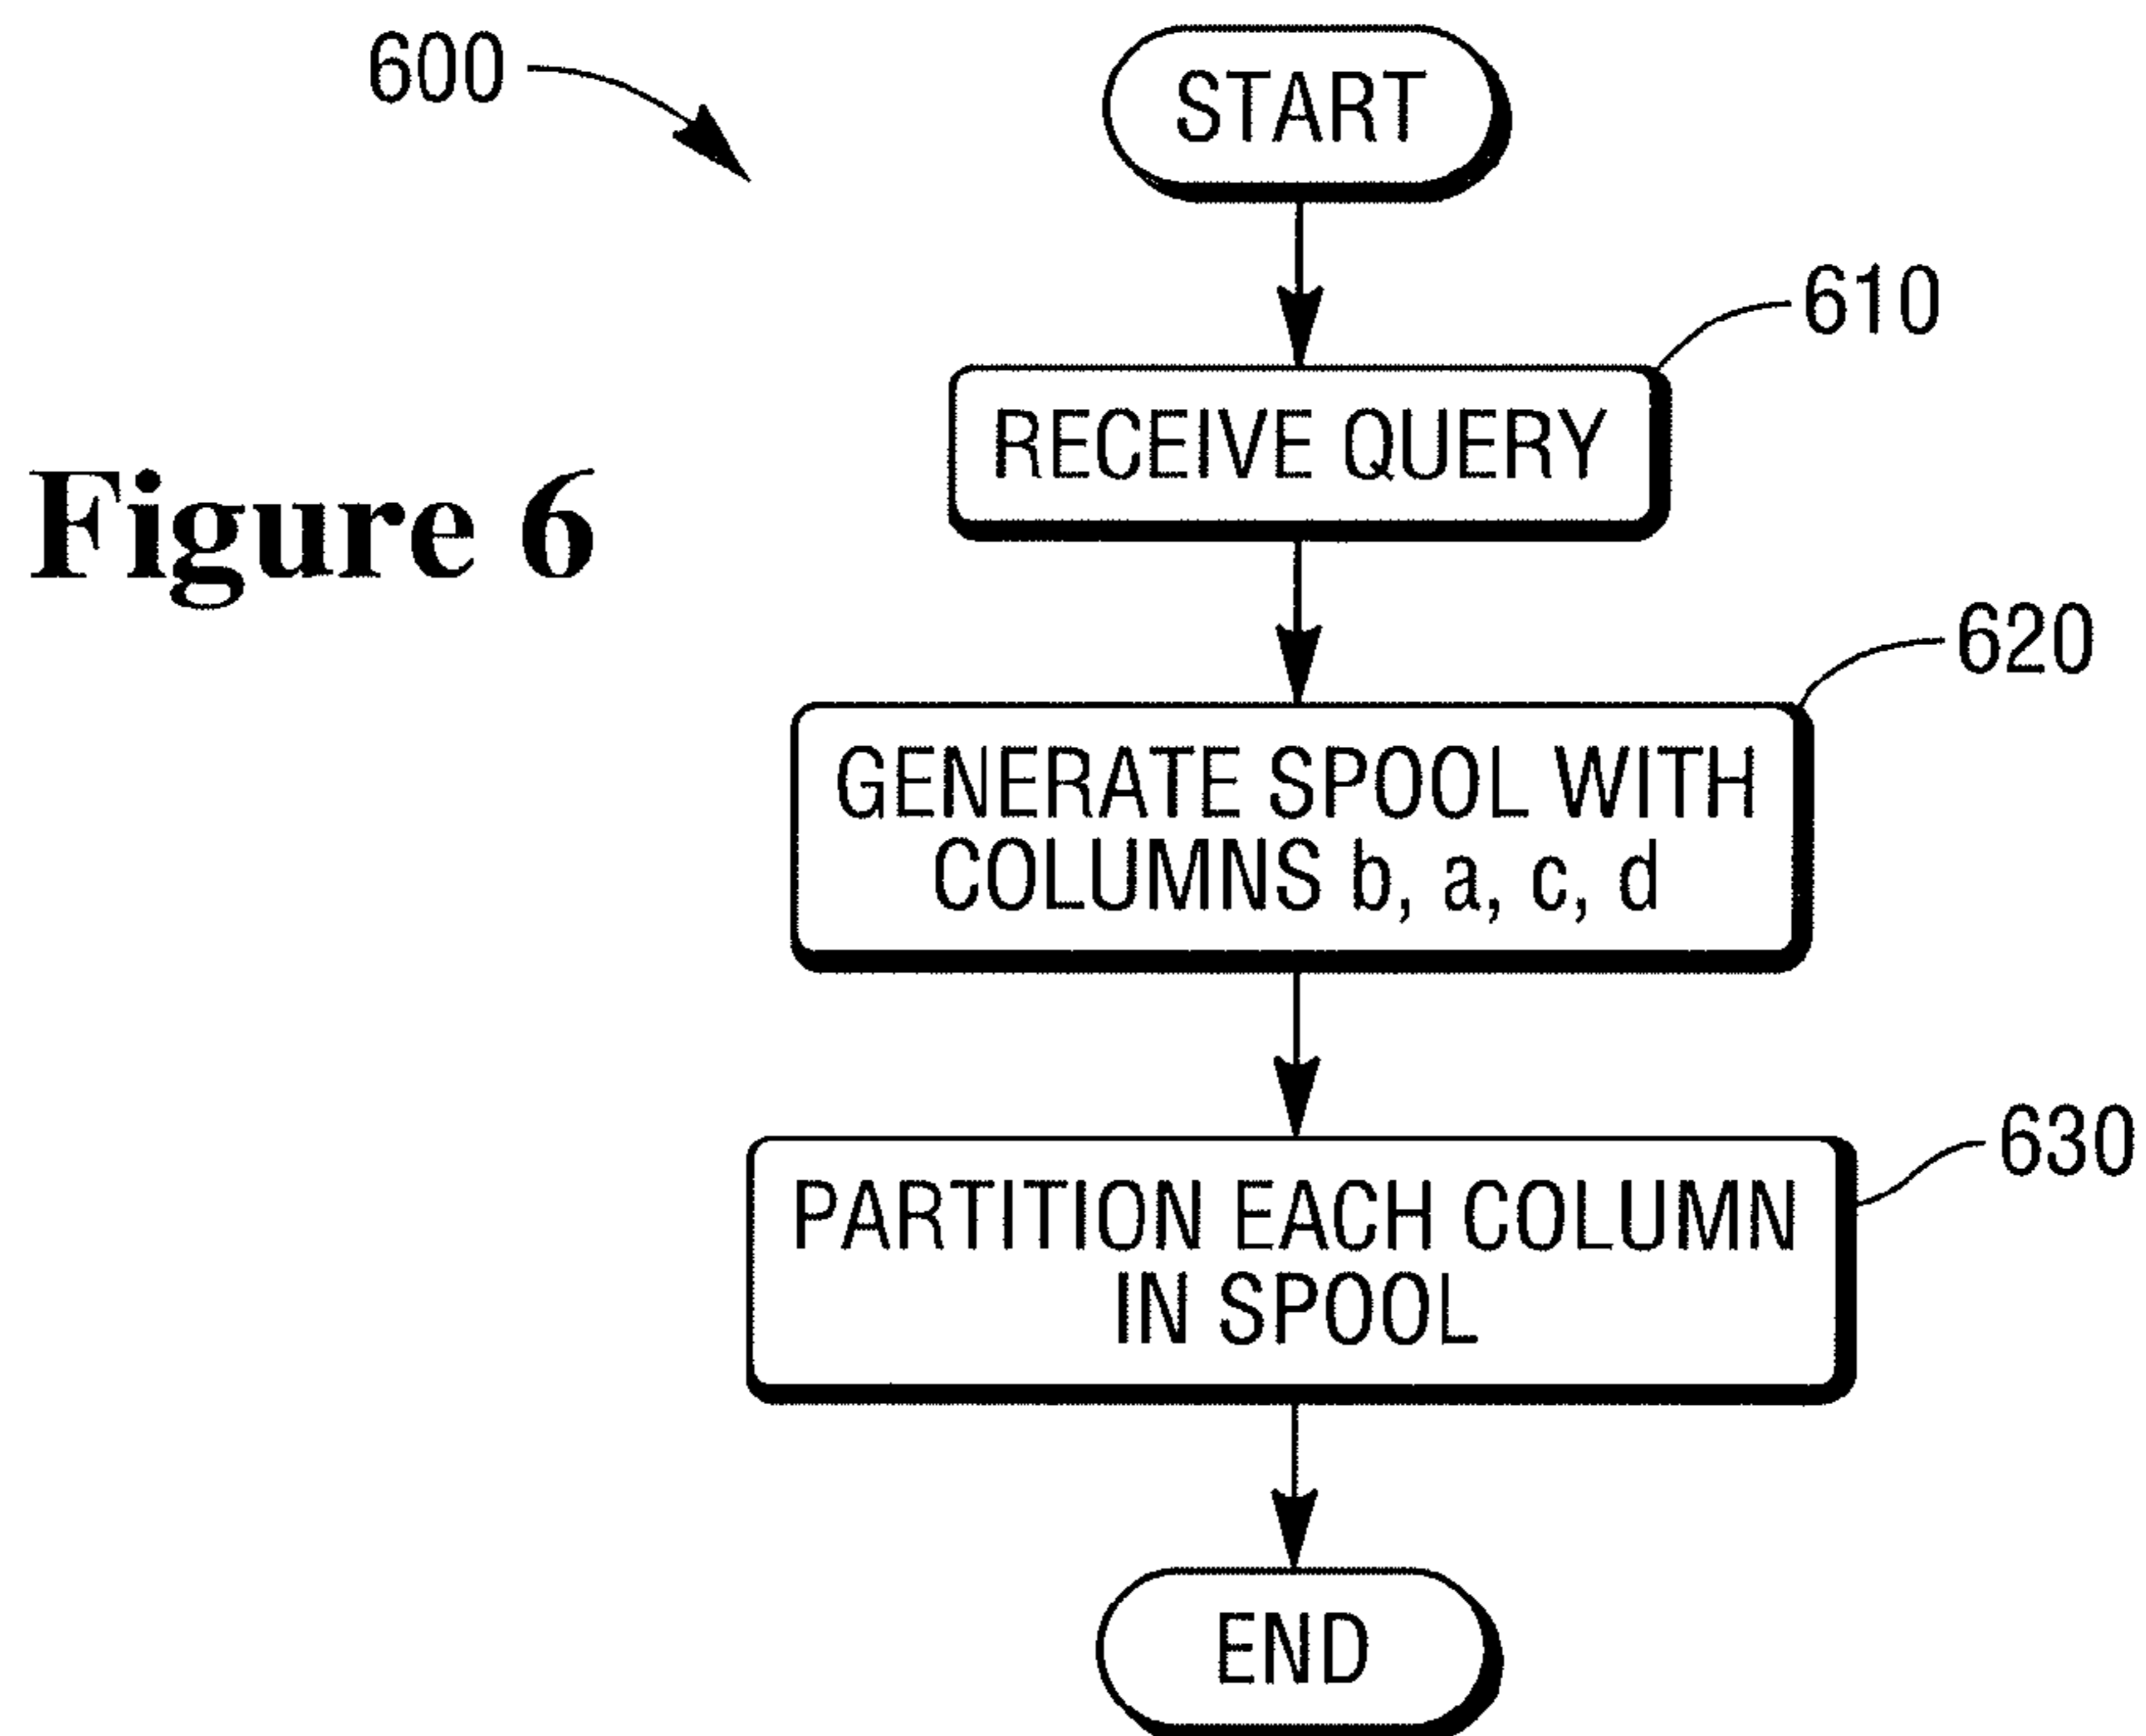 600
START
610
RECEIVE QUERY
Figure 6
620
GENERATE SPOOL WITH
COLUMNS b, a, c, d
630
PARTITION EACH COLUMN
IN SPOOL
END